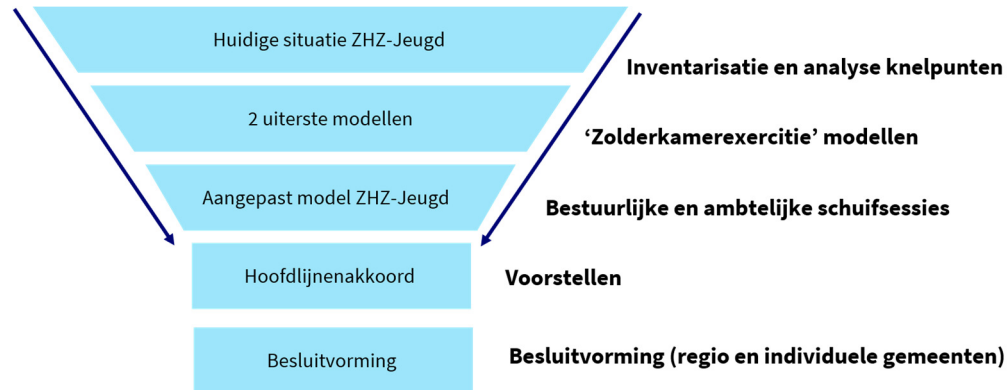 Huidige situatie ZHZ-Jeugd
Inventarisatie en analyse knelpunten
2 uiterste modellen
‘Zolderkamerexercitie’ modellen
Aangepast model ZHZ-Jeugd
Bestuurlijke en ambtelijke schuifsessies
Hoofdlijnenakkoord
Voorstellen
Besluitvorming
Besluitvorming (regio en individuele gemeenten)